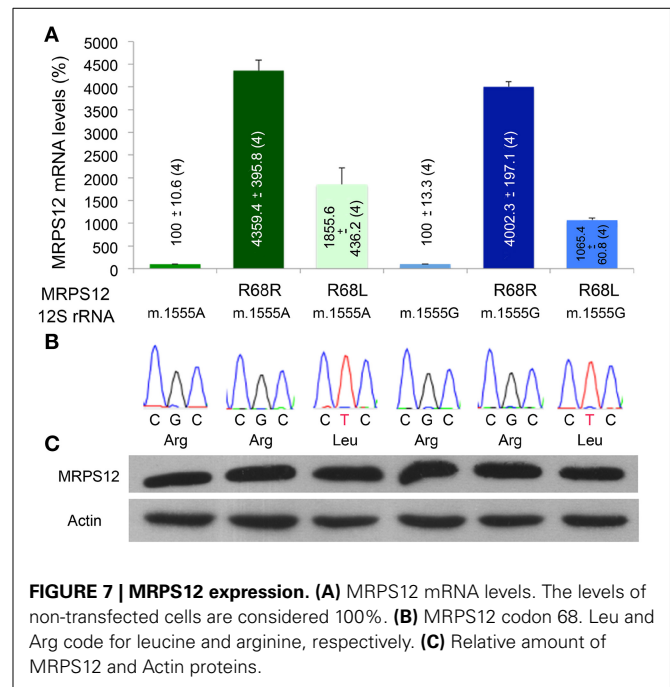 A
MRPS12 mRNA levels (%)
5000
4500
4000
3500
3000
2500
2000
1500
1000
500
0
100 ± 10.6 (4)
4359.4 ± 395.8 (4)
1855.6
±
436.2 (4)
100 ± 13.3 (4)
4002.3 ± 197.1 (4)
1065.4
±
60.8 (4)
MRPS12 R68R R68L R68R R68L
12S rRNA m.1555A m.1555A m.1555A m.1555G m.1555G m.1555G
B
C G C C G C C T C C G C C G C C T C
Arg Arg Leu Arg Arg Leu
C
MRPS12
Actin
FIGURE 7 | MRPS12 expression. (A) MRPS12 mRNA levels. The levels of
non-transfected cells are considered 100%. (B) MRPS12 codon 68. Leu and
Arg code for leucine and arginine, respectively. (C) Relative amount of
MRPS12 and Actin proteins.